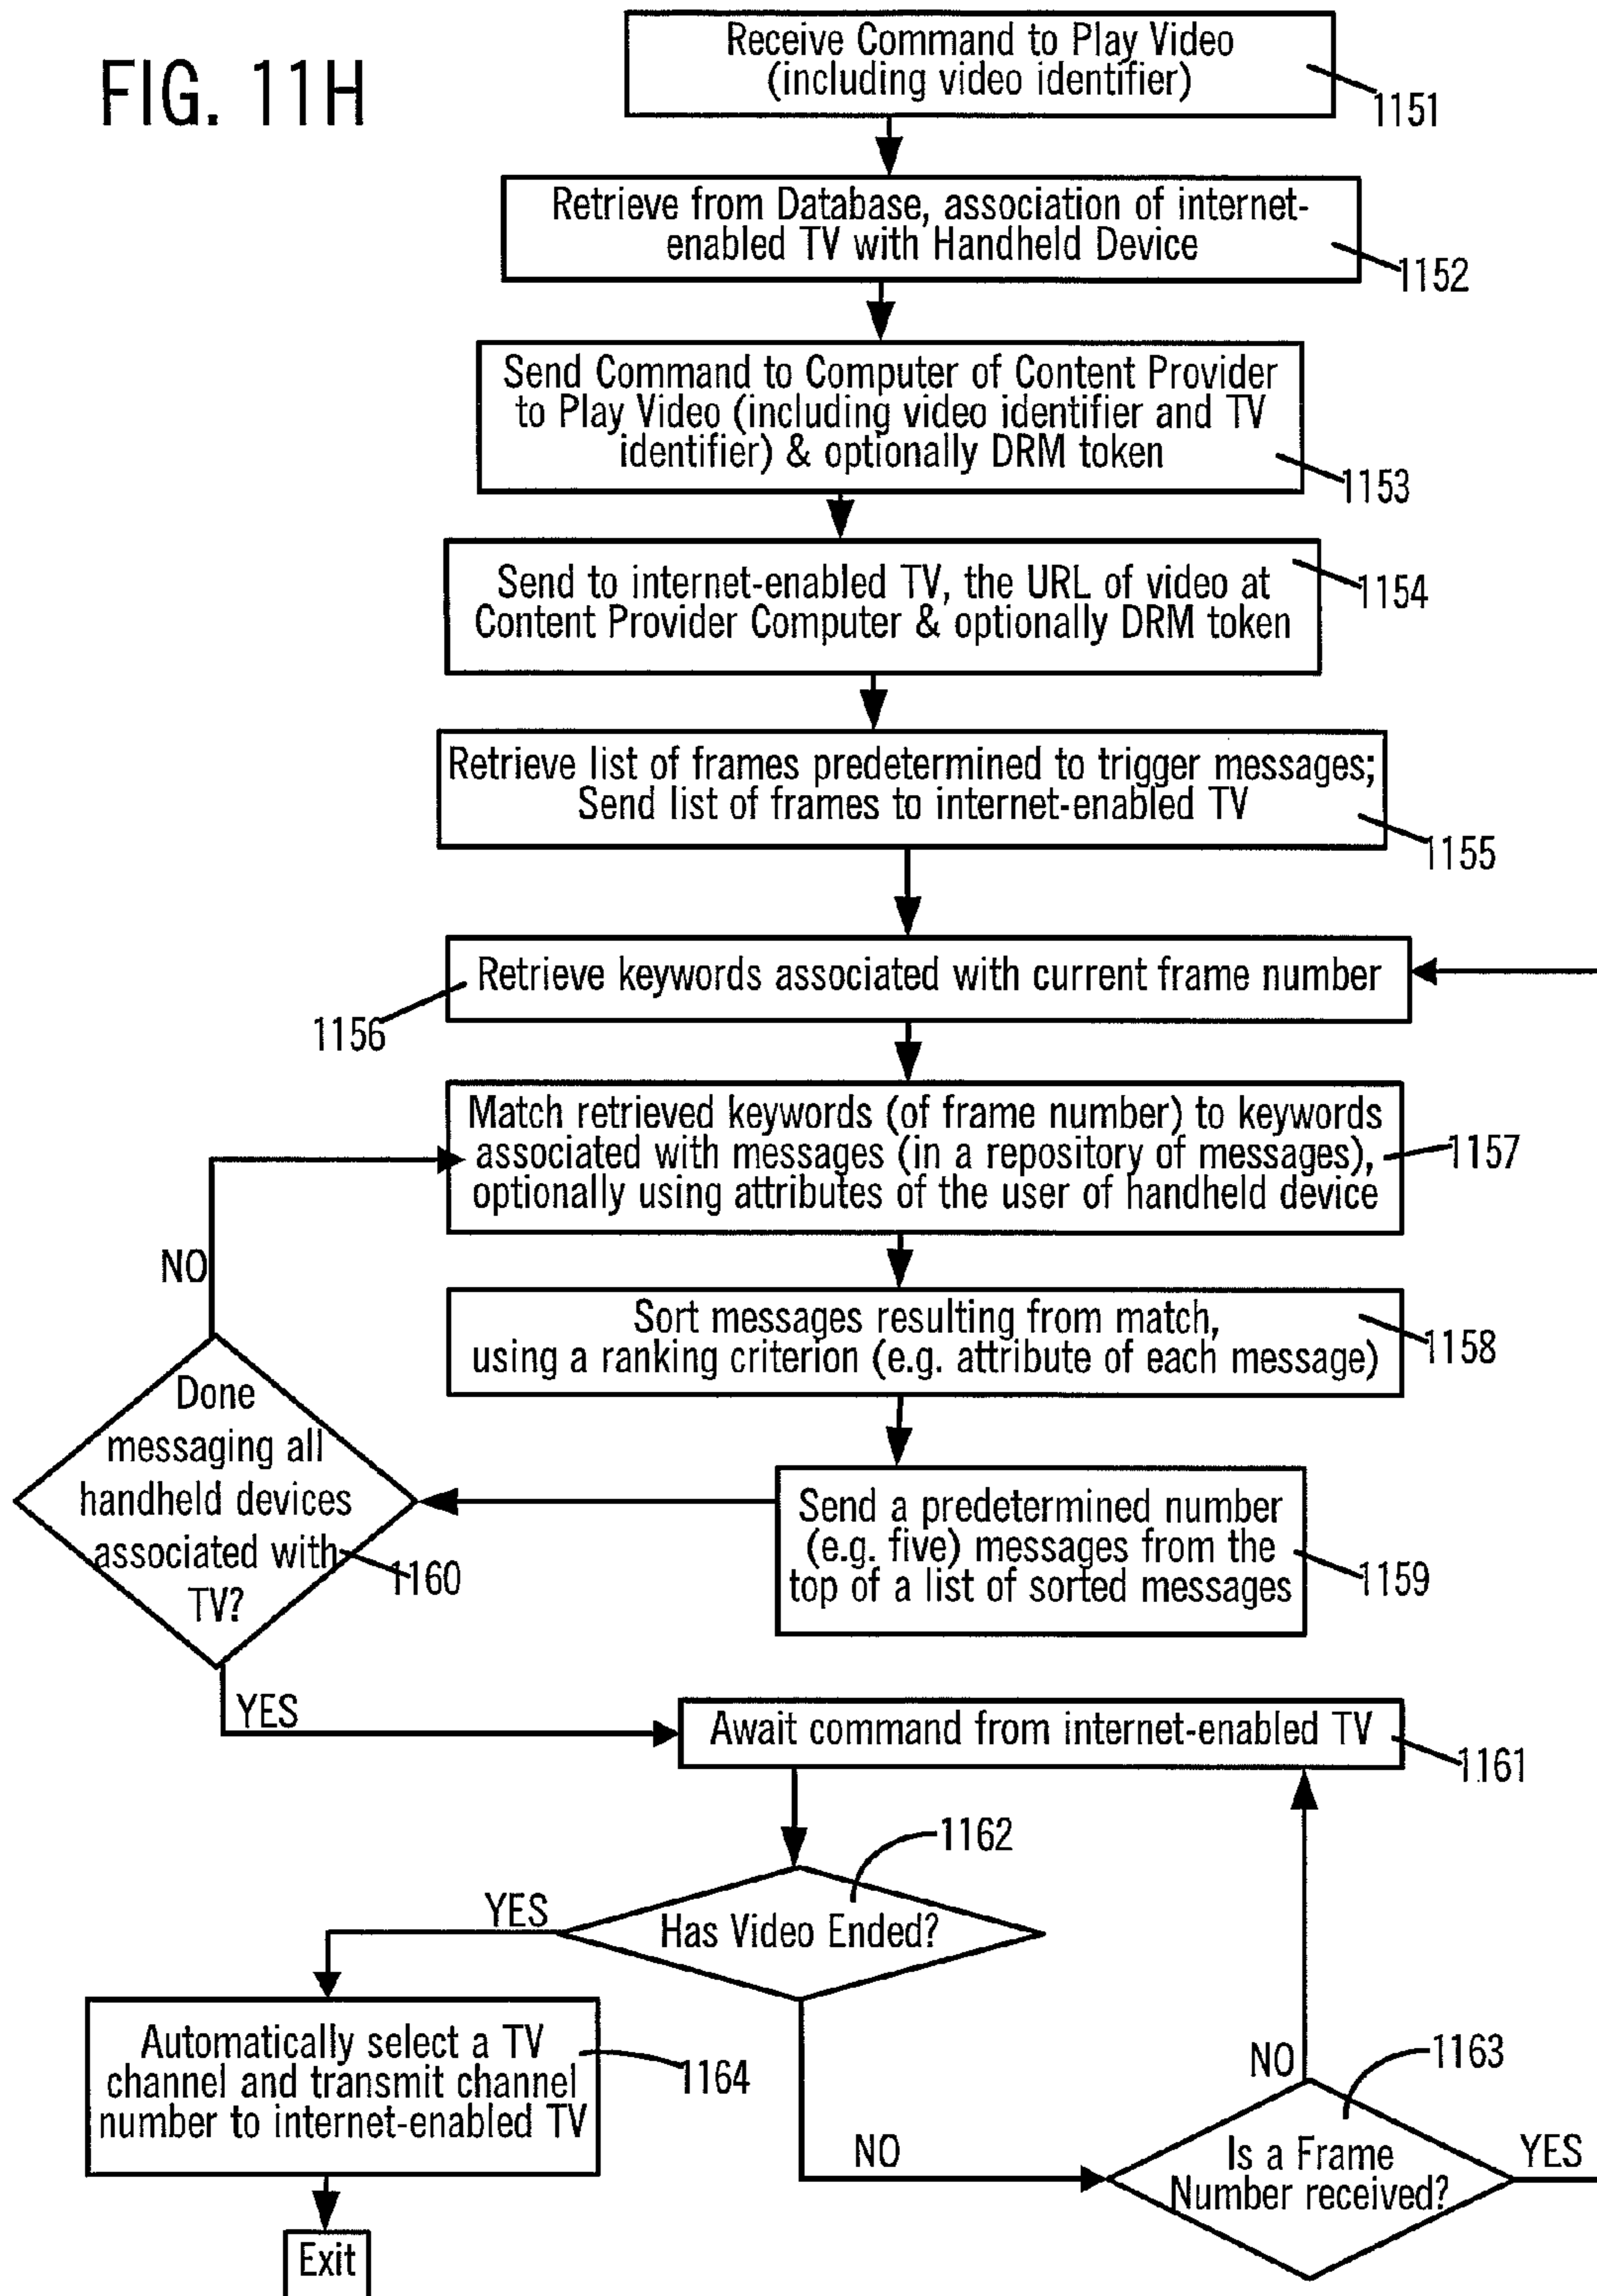 FIG. 11H
Receive Command to Play Video
(including video identifier)
1151
Retrieve from Database, association of internet-
enabled TV with Handheld Device
1152
Send Command to Computer of Content Provider
to Play Video (including video identifier and TV
identifier) & optionally DRM token
1153
Send to internet-enabled TV, the URL of video at
Content Provider Computer & optionally DRM token
1154
Retrieve list of frames predetermined to trigger messages;
Send list of frames to internet-enabled TV
1155
Retrieve keywords associated with current frame number
1156
Match retrieved keywords (of frame number) to keywords
associated with messages (in a repository of messages),
optionally using attributes of the user of handheld device
1157
NO
Sort messages resulting from match,
using a ranking criterion (e.g. attribute of each message)
1158
Done
messaging all
handheld devices
associated with
TV?
1160
Send a predetermined number
(e.g. five) messages from the
top of a list of sorted messages
1159
YES
Await command from internet-enabled TV
1161
1162
YES
Has Video Ended?
Automatically select a TV
channel and transmit channel
number to internet-enabled TV
1164
NO
1163
NO
Is a Frame
Number received?
YES
Exit